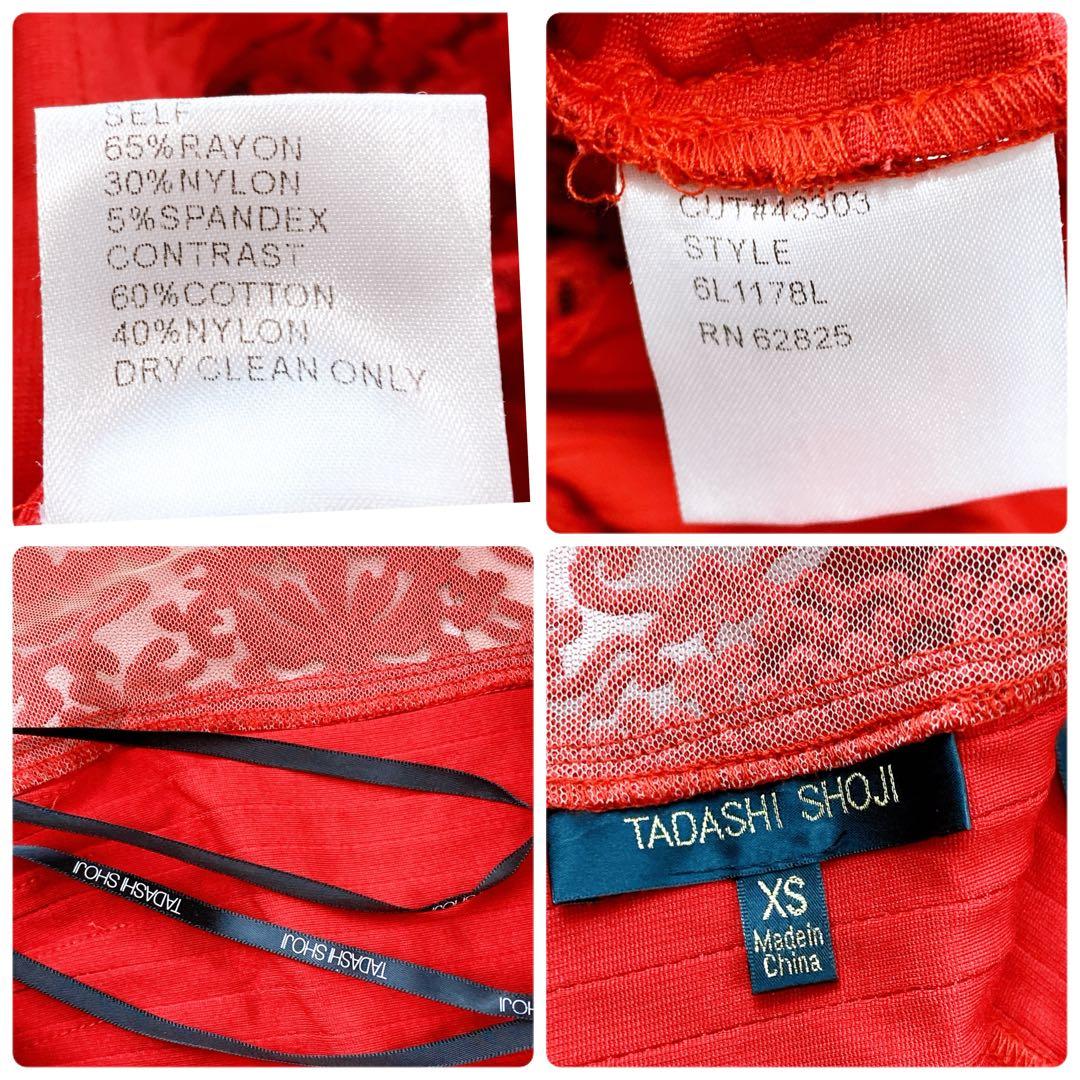 SELF
65%RAYON
30%NYLON
5%SPANDEX
CONTRAST
60%COTTON
40%NYLON
DRY CLEAN ONLY
CUT#43303
STYLE
6L1178L
RN 62825
TADASHI SHOJI
TADASHI SHOJI
SHOJI
TADASHI SHOJI
XS
Made in
China